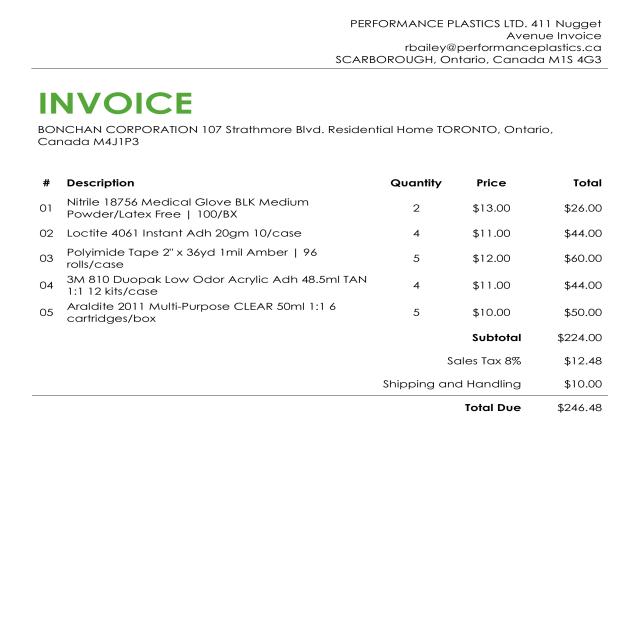 PERFORMANCE PLASTICS LTD. 411 Nugget
Avenue Invoice
rbailey@performanceplastics.ca
SCARBOROUGH, Ontario, Canada M1S 4G3
INVOICE
BONCHAN CORPORATION 107 Strathmore Blvd. Residential Home TORONTO, Ontario,
Canada M4J1P3
# Description Quantity Price Total
01 Nitrile 18756 Medical Glove BLK Medium
Powder/Latex Free | 100/BX 2 $13.00 $26.00
02 Loctite 4061 Instant Adh 20gm 10/case 4 $11.00 $44.00
03 Polyimide Tape 2" x 36yd 1mil Amber | 96
rolls/case 5 $12.00 $60.00
04 3M 810 Duopak Low Odor Acrylic Adh 48.5ml TAN
1:1 12 kits/case 4 $11.00 $44.00
05 Araldite 2011 Multi-Purpose CLEAR 50ml 1:1 6
cartridges/box 5 $10.00 $50.00
Subtotal $224.00
Sales Tax 8% $12.48
Shipping and Handling $10.00
Total Due $246.48